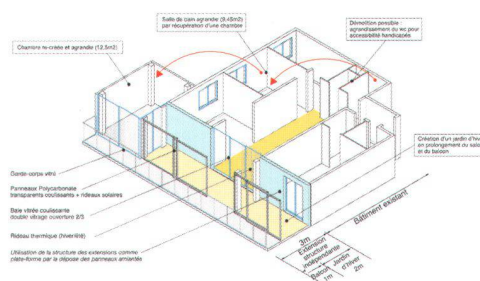 Salle de bain agrandie (9,45m2)
par récupération d'une chambre
Démolition possible :
agrandissement du wc pour
accessibilité handicapés
Chambre re-créée et agrandie (12,5m2)
Création d'un jardin d'hiver
en prolongement du salon
et du balcon
Garde-corps vitré
Panneaux Polycarbonate
transparents coulissants + rideaux solaires
Baie vitrée coulissante
double vitrage ouverture 2/3
Rideau thermique (hiver/été)
Utilisation de la structure des extensions comme
plate-forme pour la dépose des panneaux amiantés
Bâtiment existant
3m
Extension
structure
indépendante
Balcon
1m
Jardin
d'hiver
2m